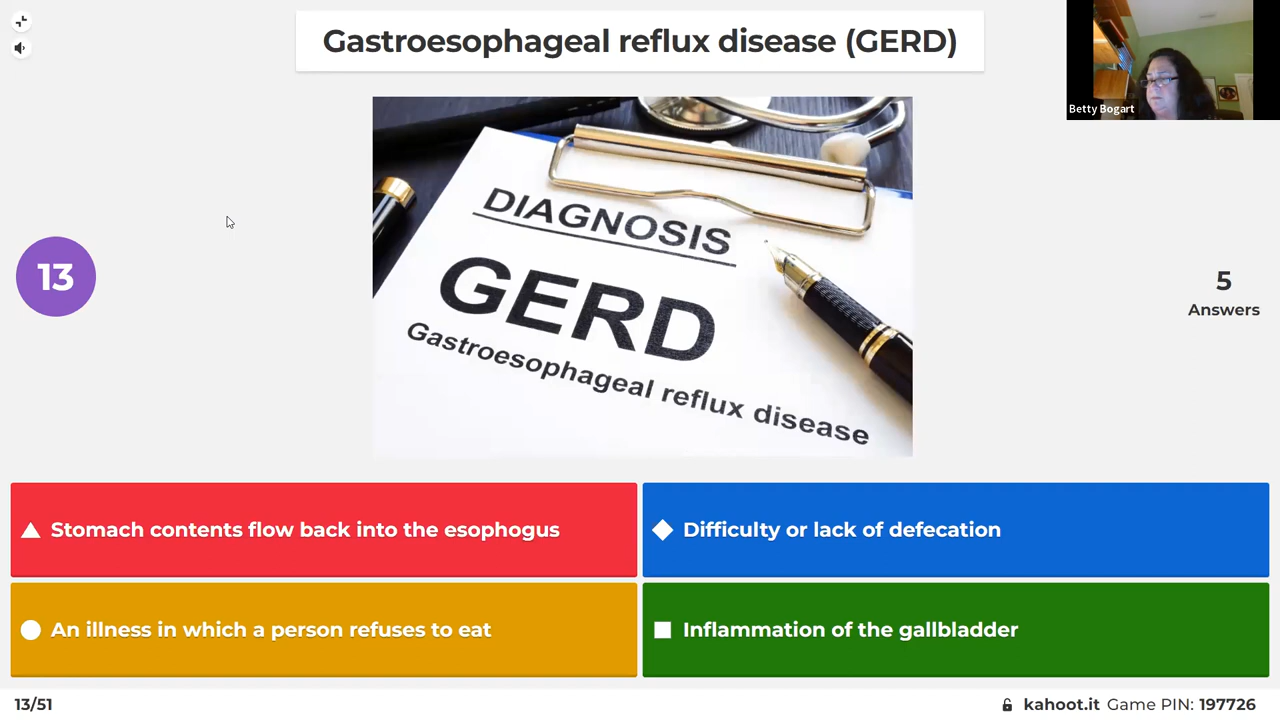 Gastroesophageal reflux disease (GERD)
Betty Bogart
DIAGNOSIS
GERD
Gastroesophageal reflux disease
13
5
Answers
Stomach contents flow back into the esophogus
Difficulty or lack of defecation
An illness in which a person refuses to eat
Inflammation of the gallbladder
13/51
kahoot.it Game PIN: 197726